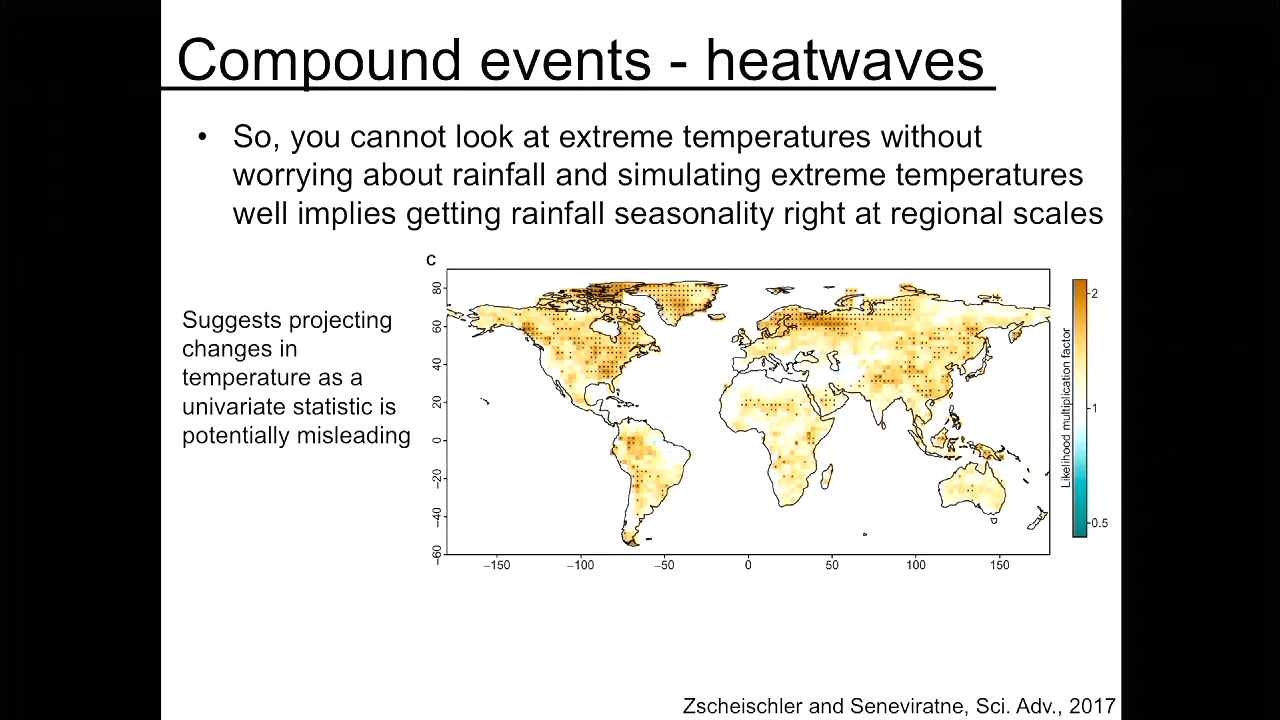 Compound events - heatwaves
• So, you cannot look at extreme temperatures without
worrying about rainfall and simulating extreme temperatures
well implies getting rainfall seasonality right at regional scales
Suggests projecting
changes in
temperature as a
univariate statistic is
potentially misleading
c
80
60
40
20
0
−20
−40
−60
−150
−100
−50
0
50
100
150
Likelihood multiplication factor
2
1
0.5
Zscheischler and Seneviratne, Sci. Adv., 2017